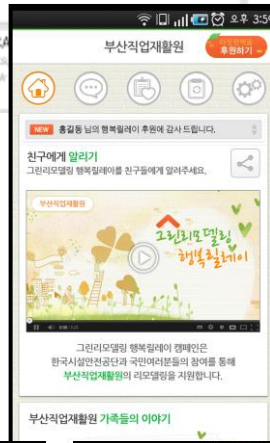 오후 3:5
부산직업재활원
후원하기
NEW 홍길동 님의 행복릴레이 후원에 감사 드립니다.
친구에게 알리기
그린리모델링 행복릴레이를 친구들에게 알려주세요.
부산직업재활원
그린리모델링
행복릴레이
그린리모델링 행복릴레이 캠페인은
한국시설안전공단과 국민여러분들의 참여를 통해
부산직업재활원의 리모델링을 지원합니다.
부산직업재활원 가족들의 이야기